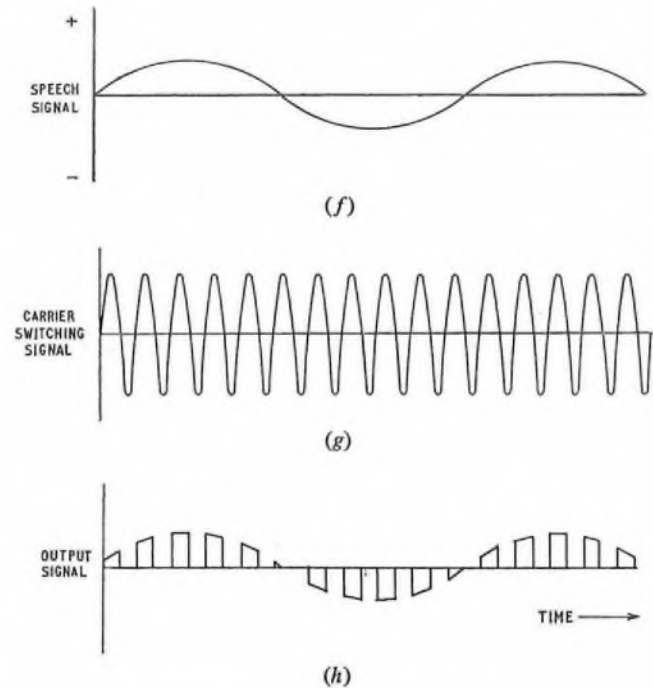 +
SPEECH
SIGNAL
−
(f)
CARRIER
SWITCHING
SIGNAL
(g)
OUTPUT
SIGNAL
TIME
(h)